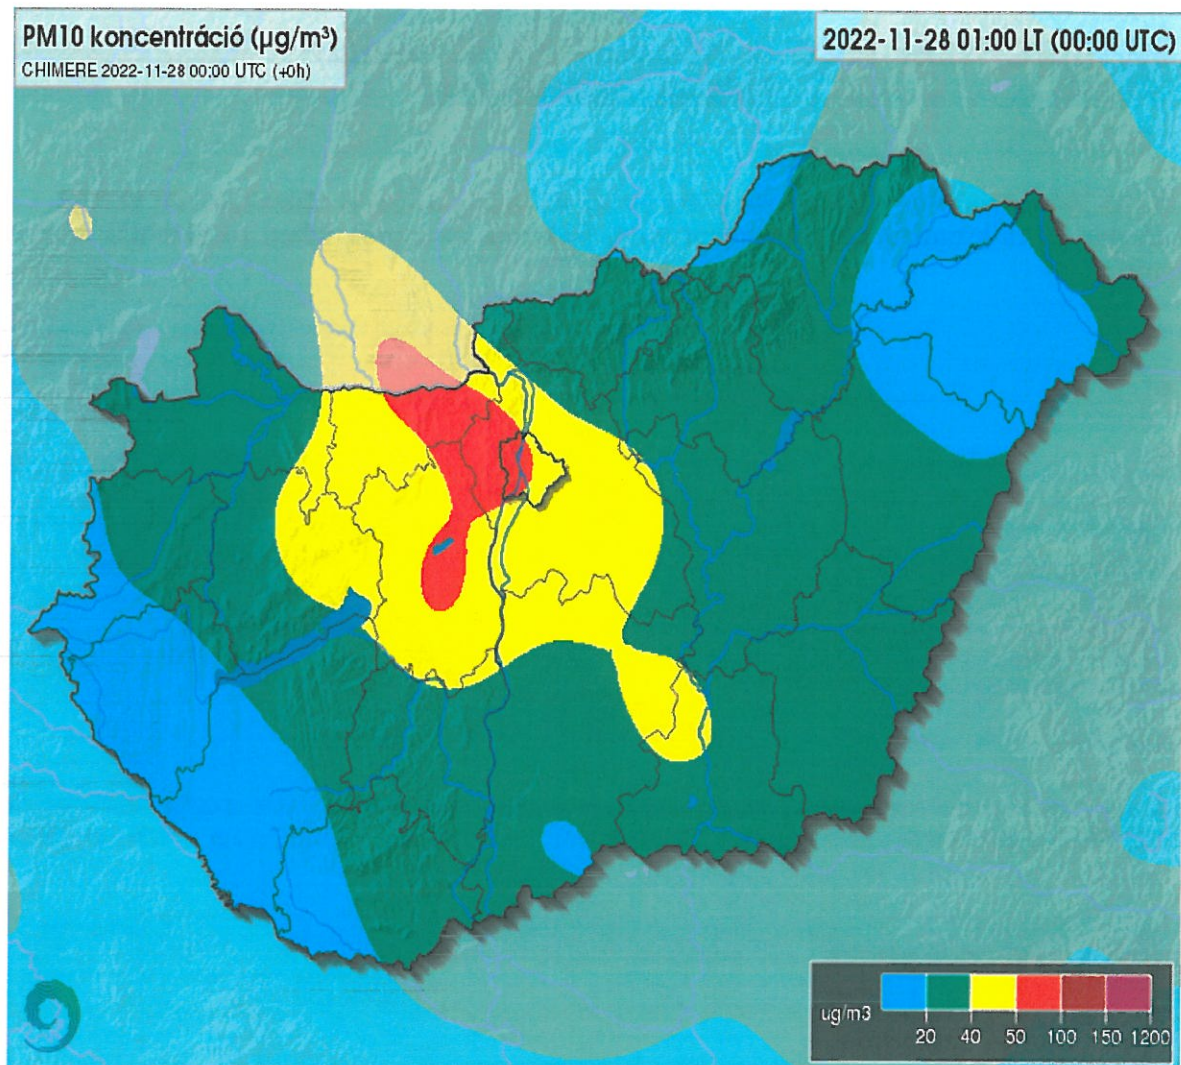 PM10 koncentráció (µg/m³)
CHIMERE 2022-11-28 00:00 UTC (+0h)
2022-11-28 01:00 LT (00:00 UTC)
ug/m3
20 40 50 100 150 1200